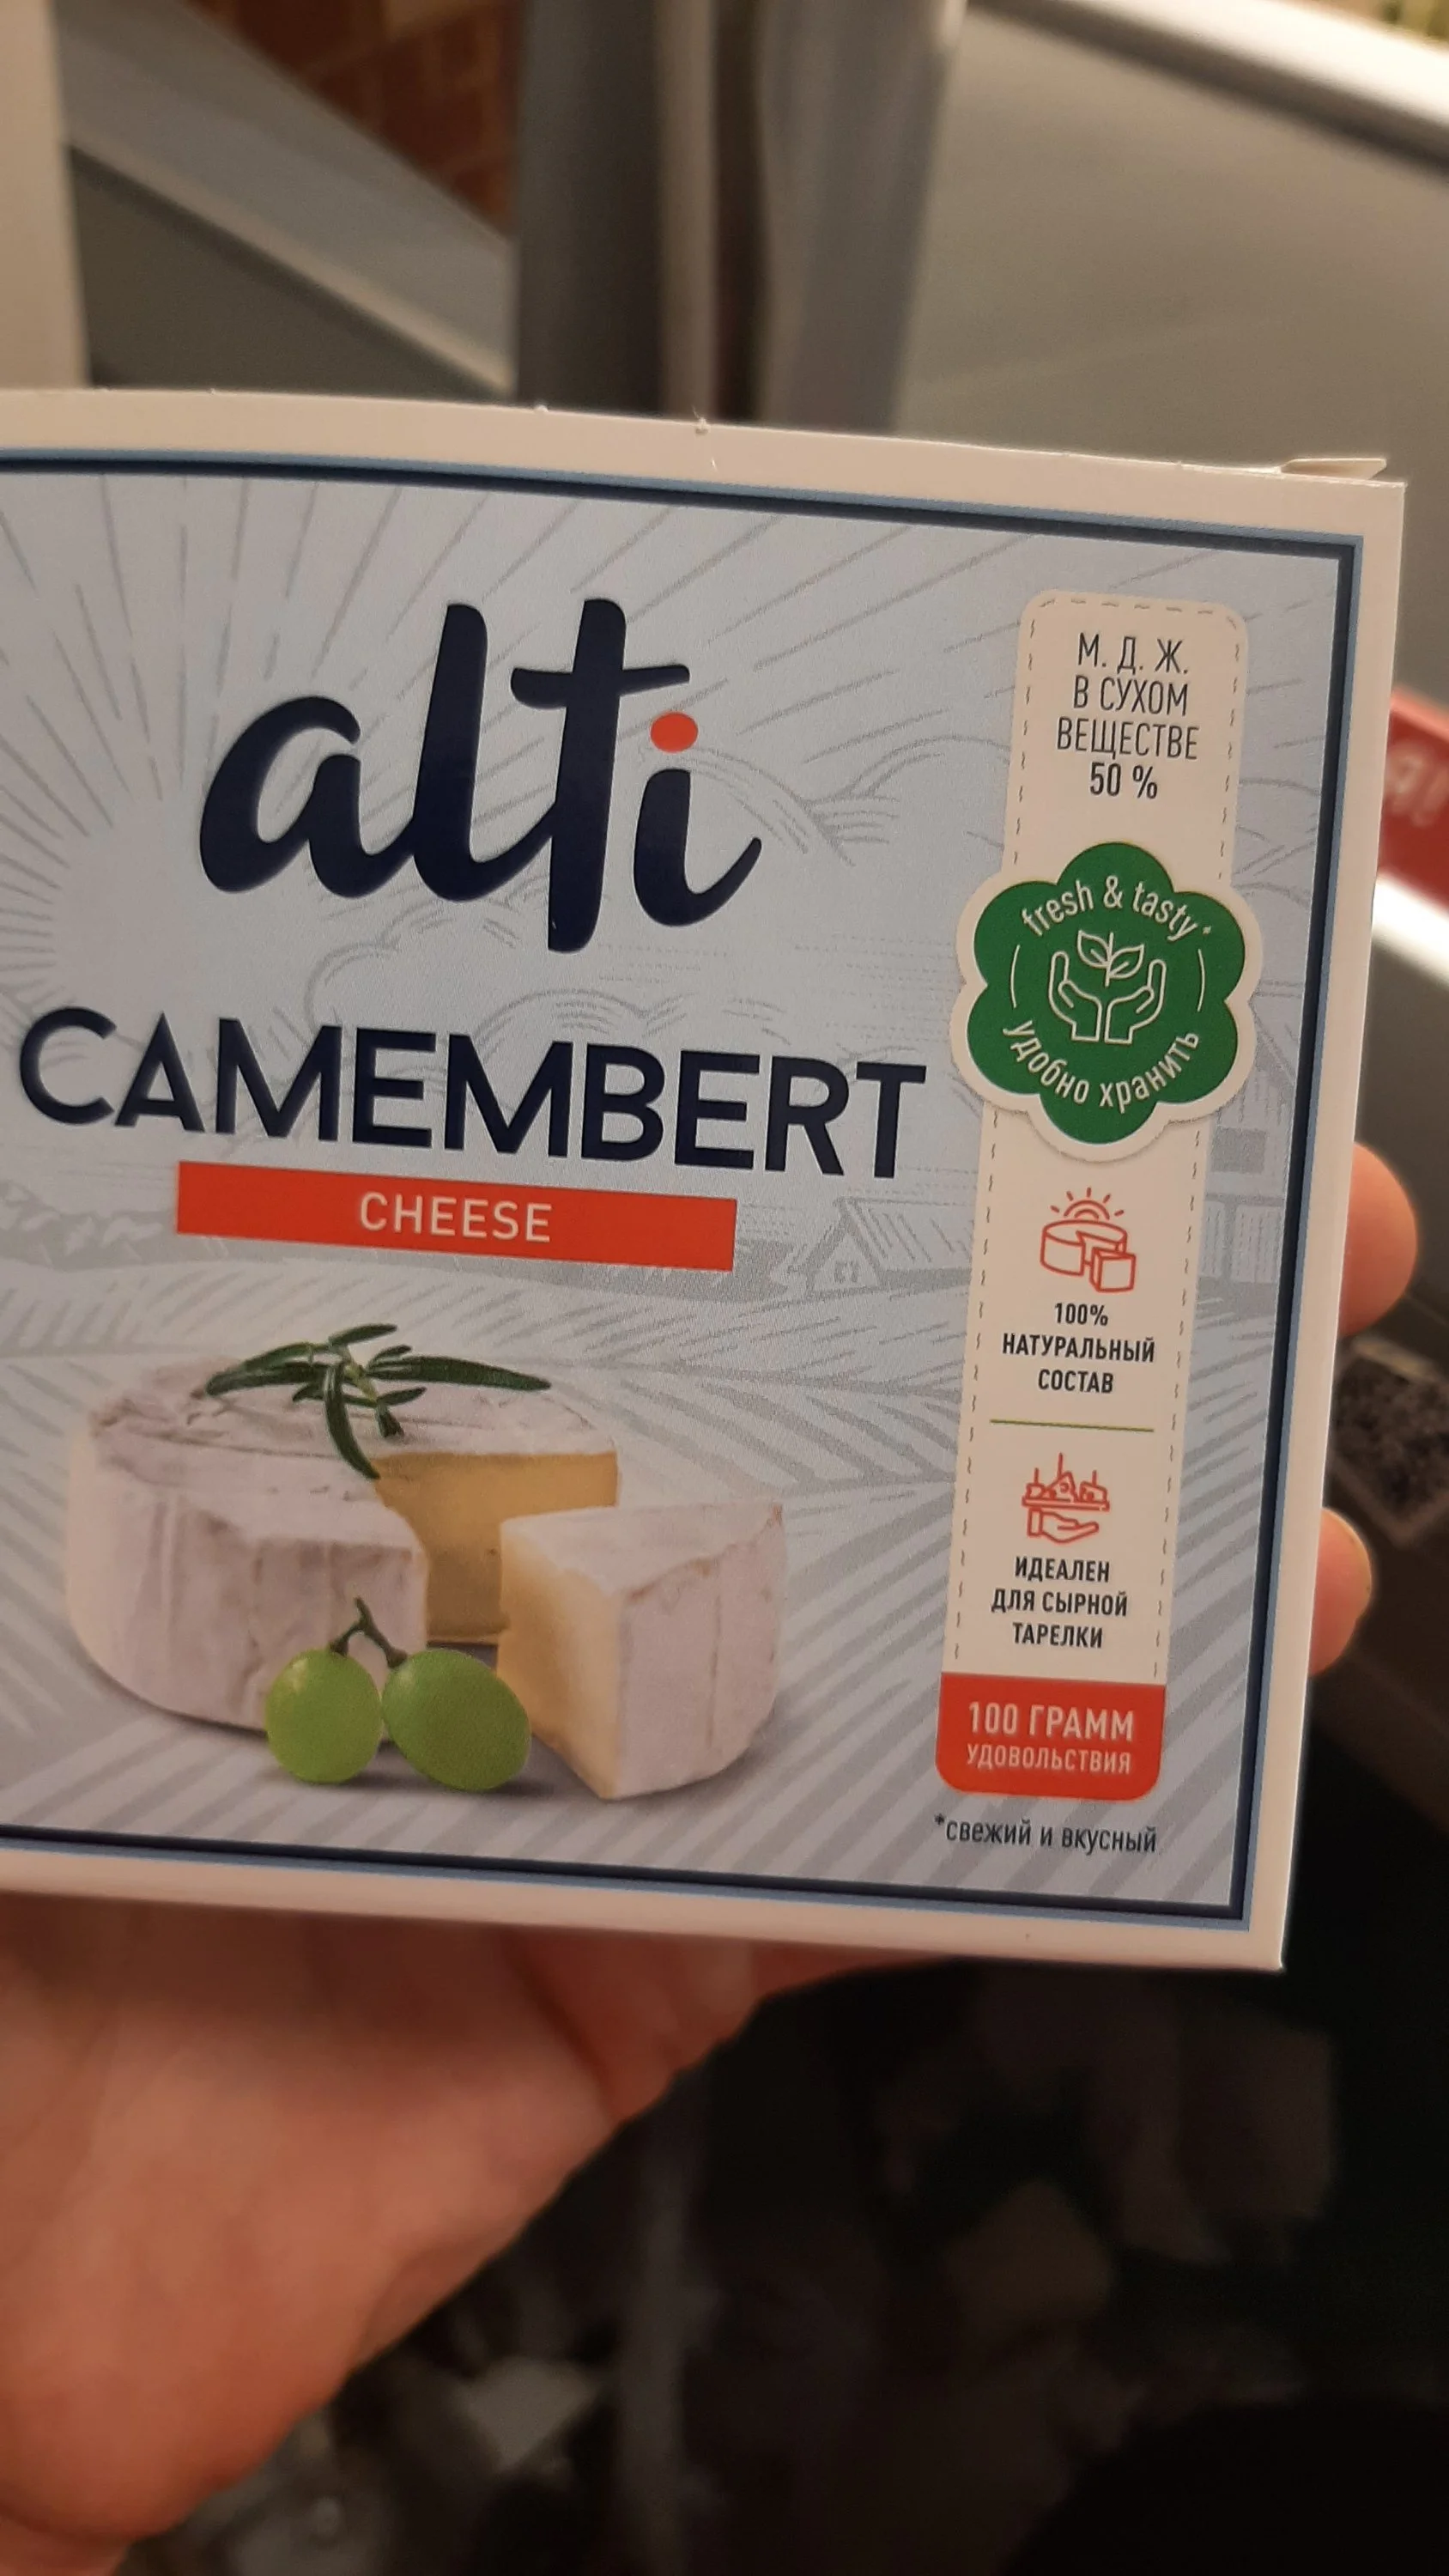 alti
CAMEMBERT
CHEESE
М. Д. Ж.
В СУХОМ
ВЕЩЕСТВЕ
50 %
fresh & tasty*
удобно хранить
100%
НАТУРАЛЬНЫЙ
СОСТАВ
ИДЕАЛЕН
ДЛЯ СЫРНОЙ
ТАРЕЛКИ
100 ГРАММ
УДОВОЛЬСТВИЯ
*свежий и вкусный